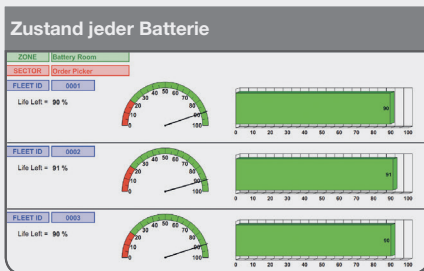 Zustand jeder Batterie
ZONE Battery Room
SECTOR Order Picker
FLEET ID 0001
Life Left = 90 %
0 10 20 30 40 50 60 70 80 90 100
90
0 10 20 30 40 50 60 70 80 90 100
FLEET ID 0002
Life Left = 91 %
0 10 20 30 40 50 60 70 80 90 100
91
0 10 20 30 40 50 60 70 80 90 100
FLEET ID 0003
Life Left = 90 %
0 10 20 30 40 50 60 70 80 90 100
90
0 10 20 30 40 50 60 70 80 90 100